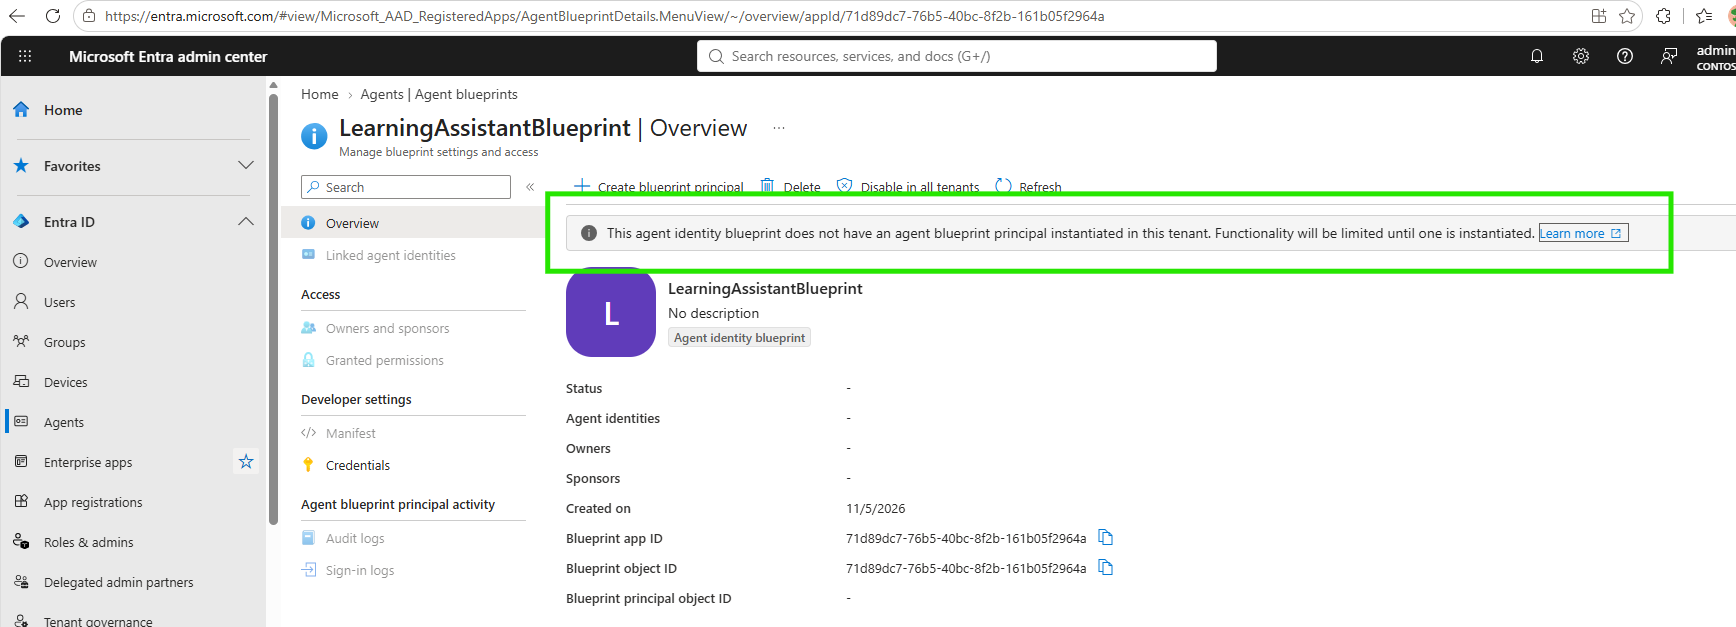 https://entra.microsoft.com/#view/Microsoft_AAD_RegisteredApps/AgentBlueprintDetails.MenuView/~/overview/appId/71d89dc7-76b5-40bc-8f2b-161b05f2964a
Microsoft Entra admin center
Search resources, services, and docs (G+/)
admin
CONTOS
Home
Favorites
Entra ID
Overview
Users
Groups
Devices
Agents
Enterprise apps
App registrations
Roles & admins
Delegated admin partners
Tenant governance
Home › Agents | Agent blueprints
LearningAssistantBlueprint | Overview ...
Manage blueprint settings and access
Search «
Overview
Linked agent identities
Access
Owners and sponsors
Granted permissions
Developer settings
Manifest
Credentials
Agent blueprint principal activity
Audit logs
Sign-in logs
Create blueprint principal Delete Disable in all tenants Refresh
This agent identity blueprint does not have an agent blueprint principal instantiated in this tenant. Functionality will be limited until one is instantiated. Learn more
L
LearningAssistantBlueprint
No description
Agent identity blueprint
Status -
Agent identities -
Owners -
Sponsors -
Created on 11/5/2026
Blueprint app ID 71d89dc7-76b5-40bc-8f2b-161b05f2964a
Blueprint object ID 71d89dc7-76b5-40bc-8f2b-161b05f2964a
Blueprint principal object ID -